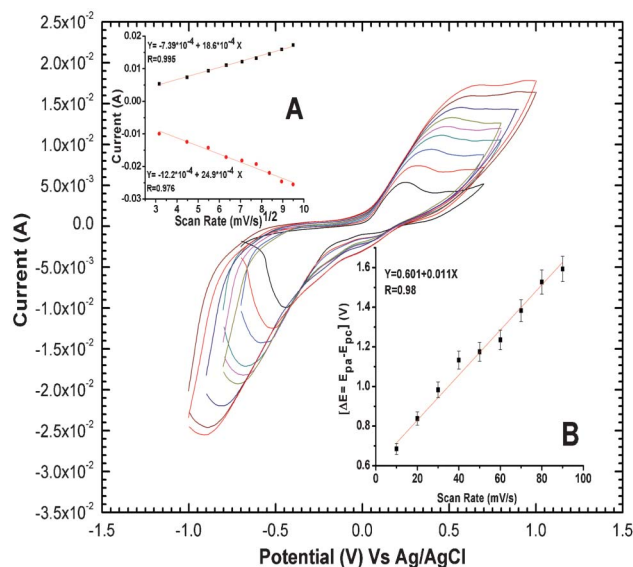 2.5x10⁻²
2.0x10⁻²
1.5x10⁻²
1.0x10⁻²
5.0x10⁻³
0.0
-5.0x10⁻³
-1.0x10⁻²
-1.5x10⁻²
-2.0x10⁻²
-2.5x10⁻²
-3.0x10⁻²
-3.5x10⁻²
Current (A)
-1.5 -1.0 -0.5 0.0 0.5 1.0 1.5
Potential (V) Vs Ag/AgCl
Y= -7.39*10⁻⁴ + 18.6*10⁻⁴ X
R=0.995
A
Y= -12.2*10⁻⁴ + 24.9*10⁻⁴ X
R=0.976
0.02
0.01
0.00
-0.01
-0.02
-0.03
Current (A)
3 4 5 6 7 8 9 10
Scan Rate (mV/s)^1/2
Y=0.601+0.011X
R=0.98
B
1.6
1.4
1.2
1.0
0.8
0.6
[ΔE= E_pa-E_pc] (V)
0 20 40 60 80 100
Scan Rate (mV/s)